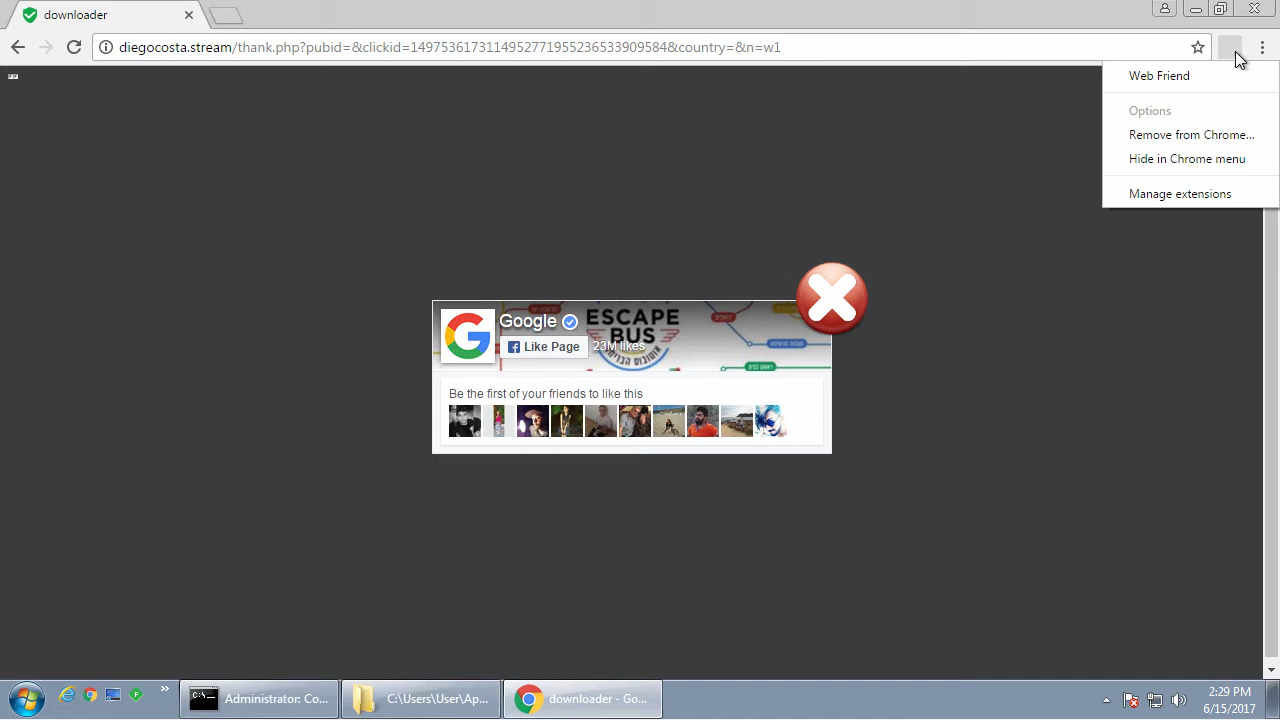 downloader
diegocosta.stream/thank.php?pubid=&clickid=14975361731149527719552365339095 84&country=&n=w1
Web Friend
Options
Remove from Chrome...
Hide in Chrome menu
Manage extensions
ESCAPE
BUS
Google
Like Page
23M likes
Be the first of your friends to like this
Administrator: Co...
C:\Users\User\Ap...
downloader - Go...
2:29 PM
6/15/2017